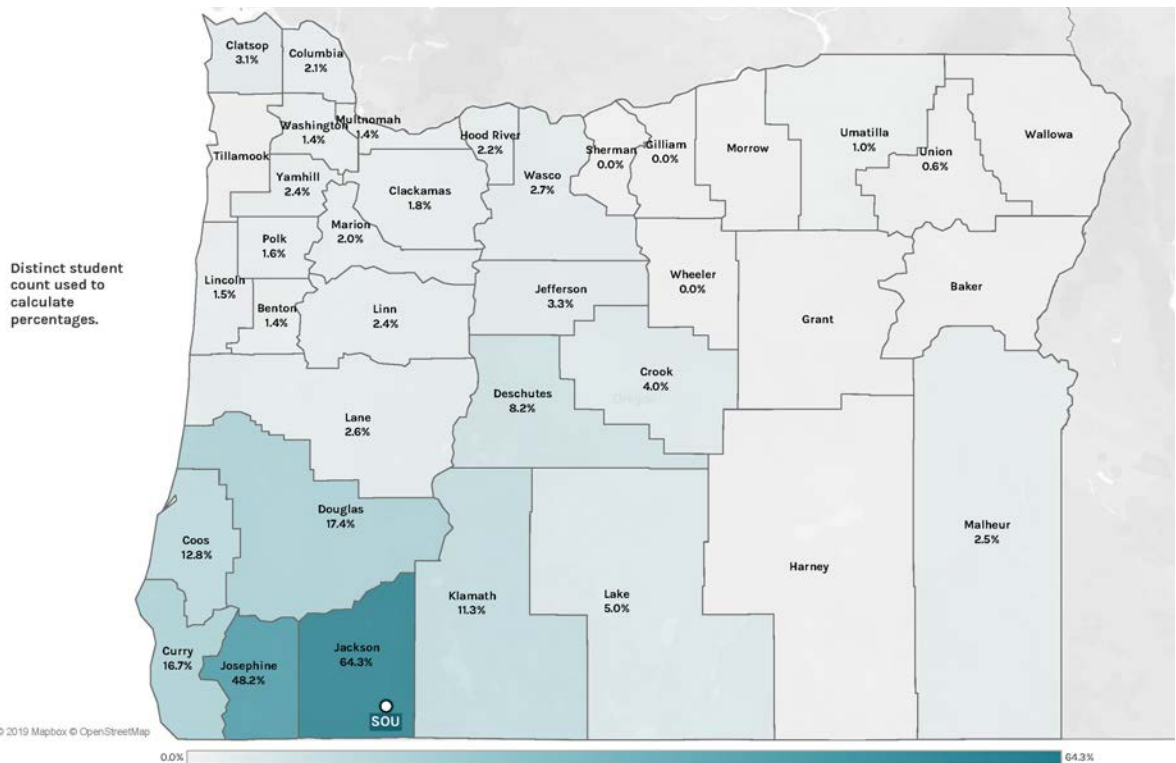 Clatsop
3.1%
Columbia
2.1%
Washington
1.4%
Multnomah
1.4%
Hood River
2.2%
Sherman
0.0%
Gilliam
0.0%
Morrow
Umatilla
1.0%
Union
0.6%
Wallowa
Tillamook
Yamhill
2.4%
Clackamas
1.8%
Wasco
2.7%
Marion
2.0%
Polk
1.6%
Distinct student
count used to
calculate
percentages.
Lincoln
1.5%
Benton
1.4%
Linn
2.4%
Jefferson
3.3%
Wheeler
0.0%
Grant
Baker
Crook
4.0%
Oregon
Deschutes
8.2%
Lane
2.6%
Douglas
17.4%
Coos
12.8%
Malheur
2.5%
Harney
Klamath
11.3%
Lake
5.0%
Curry
16.7%
Josephine
48.2%
Jackson
64.3%
SOU
© 2019 Mapbox © OpenStreetMap
0.0%
64.3%